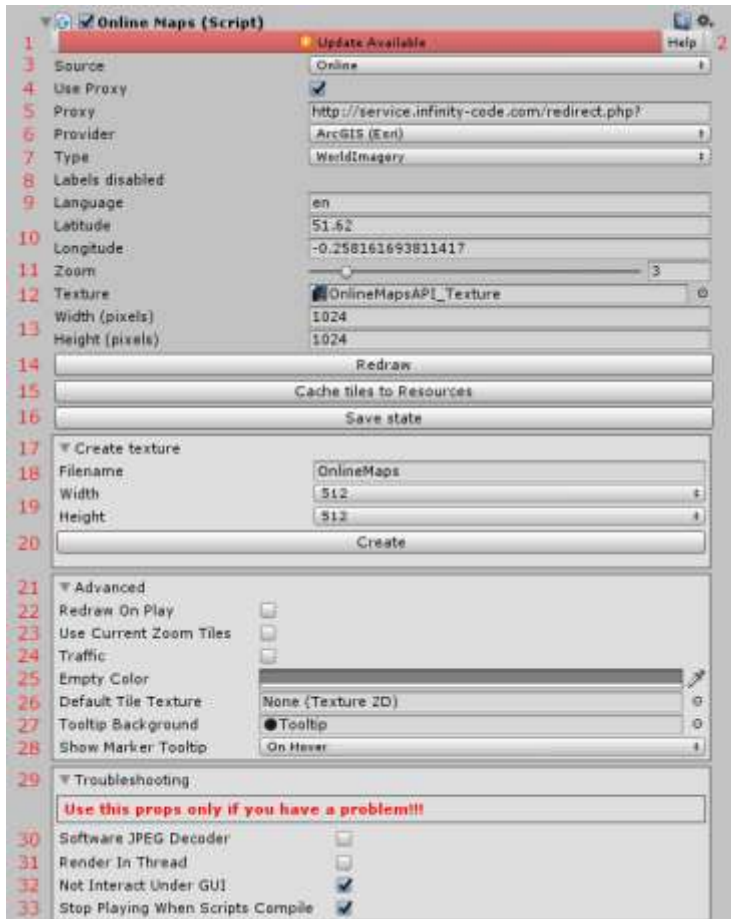 Online Maps (Script)
1 Update Available Help 2
3 Source Online
4 Use Proxy
5 Proxy http://service.infinity-code.com/redirect.php?
6 Provider ArcGIS (Esri)
7 Type WorldImagery
8 Labels disabled
9 Language en
10 Latitude 51.62
Longitude -0.258161693811417
11 Zoom 3
12 Texture OnlineMapsAPI_Texture
13 Width (pixels) 1024
Height (pixels) 1024
14 Redraw
15 Cache tiles to Resources
16 Save state
17 Create texture
18 Filename OnlineMaps
19 Width 512
Height 512
20 Create
21 Advanced
22 Redraw On Play
23 Use Current Zoom Tiles
24 Traffic
25 Empty Color
26 Default Tile Texture None (Texture 2D)
27 Tooltip Background Tooltip
28 Show Marker Tooltip On Hover
29 Troubleshooting
Use this props only if you have a problem!!!
30 Software JPEG Decoder
31 Render In Thread
32 Not Interact Under GUI
33 Stop Playing When Scripts Compile